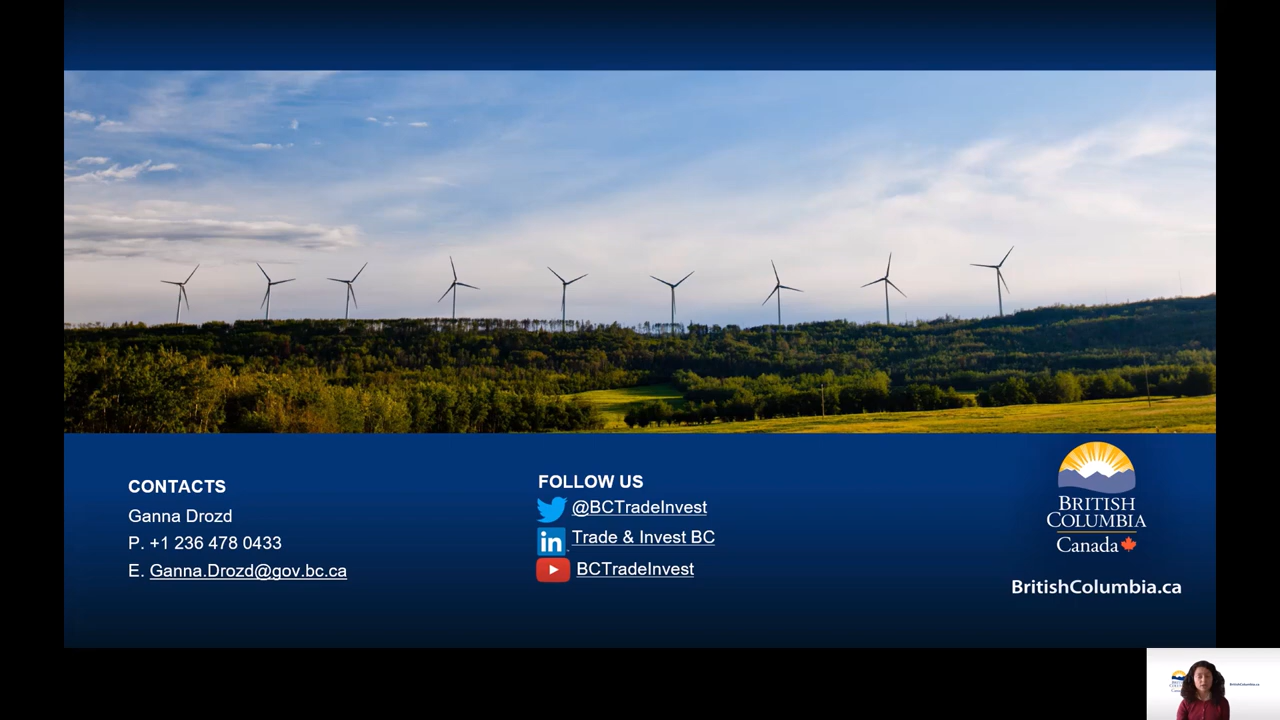 CONTACTS
Ganna Drozd
P. +1 236 478 0433
E. Ganna.Drozd@gov.bc.ca
FOLLOW US
@BCTradeInvest
in Trade & Invest BC
BCTradeInvest
BRITISH
COLUMBIA
Canada
BritishColumbia.ca